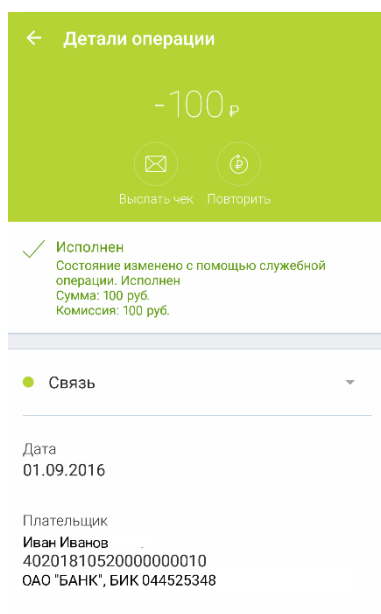 Детали операции
-100 ₽
Выслать чек Повторить
Исполнен
Состояние изменено с помощью служебной
операции. Исполнен
Сумма: 100 руб.
Комиссия: 100 руб.
Связь
Дата
01.09.2016
Плательщик
Иван Иванов
40201810520000000010
ОАО "БАНК", БИК 044525348